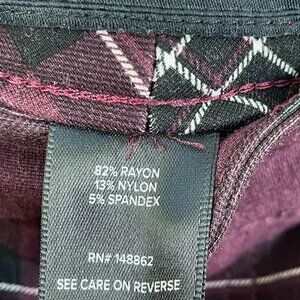 82% RAYON
13% NYLON
5% SPANDEX
RN# 148862
SEE CARE ON REVERSE